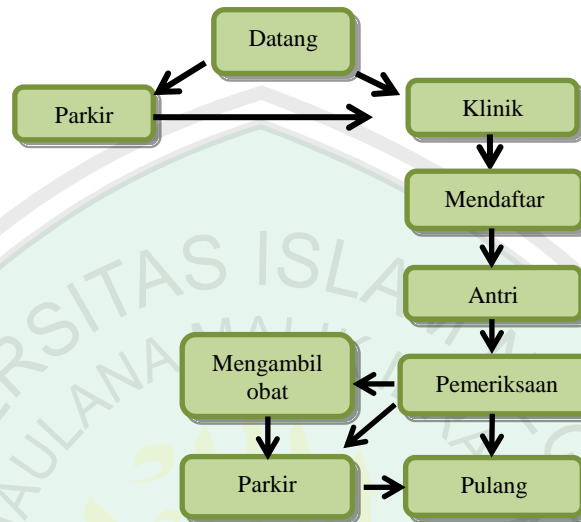 Datang
Parkir
Klinik
Mendaftar
Antri
Mengambil
obat
Pemeriksaan
Parkir
Pulang